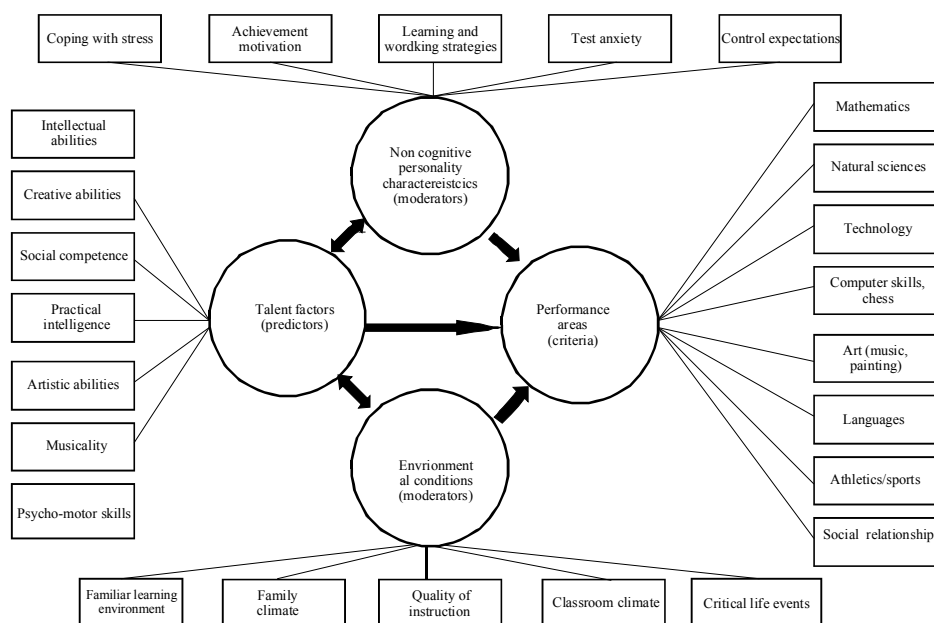 Coping with stress
Achievement
motivation
Learning and
wordking strategies
Test anxiety
Control expectations
Intellectual
abilities
Creative abilities
Social competence
Practical
intelligence
Artistic abilities
Musicality
Psycho-motor skills
Non cognitive
personality
charactereistcics
(moderators)
Talent factors
(predictors)
Performance
areas
(criteria)
Envrionment
al conditions
(moderators)
Mathematics
Natural sciences
Technology
Computer skills,
chess
Art (music,
painting)
Languages
Athletics/sports
Social relationship
Familiar learning
environment
Family
climate
Quality of
instruction
Classroom climate
Critical life events